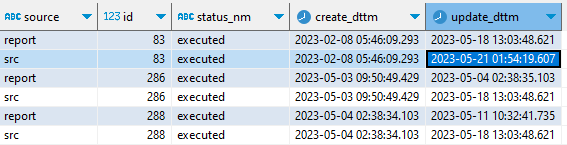 source 123 id status_nm create_dttm update_dttm
report 83 executed 2023-02-08 05:46:09.293 2023-05-18 13:03:48.621
src 83 executed 2023-02-08 05:46:09.293 2023-05-21 01:54:19.607
report 286 executed 2023-05-03 09:50:49.429 2023-05-04 02:38:35.103
src 286 executed 2023-05-03 09:50:49.429 2023-05-18 13:03:48.621
report 288 executed 2023-05-04 02:38:34.103 2023-05-11 10:32:41.735
src 288 executed 2023-05-04 02:38:34.103 2023-05-18 13:03:48.621